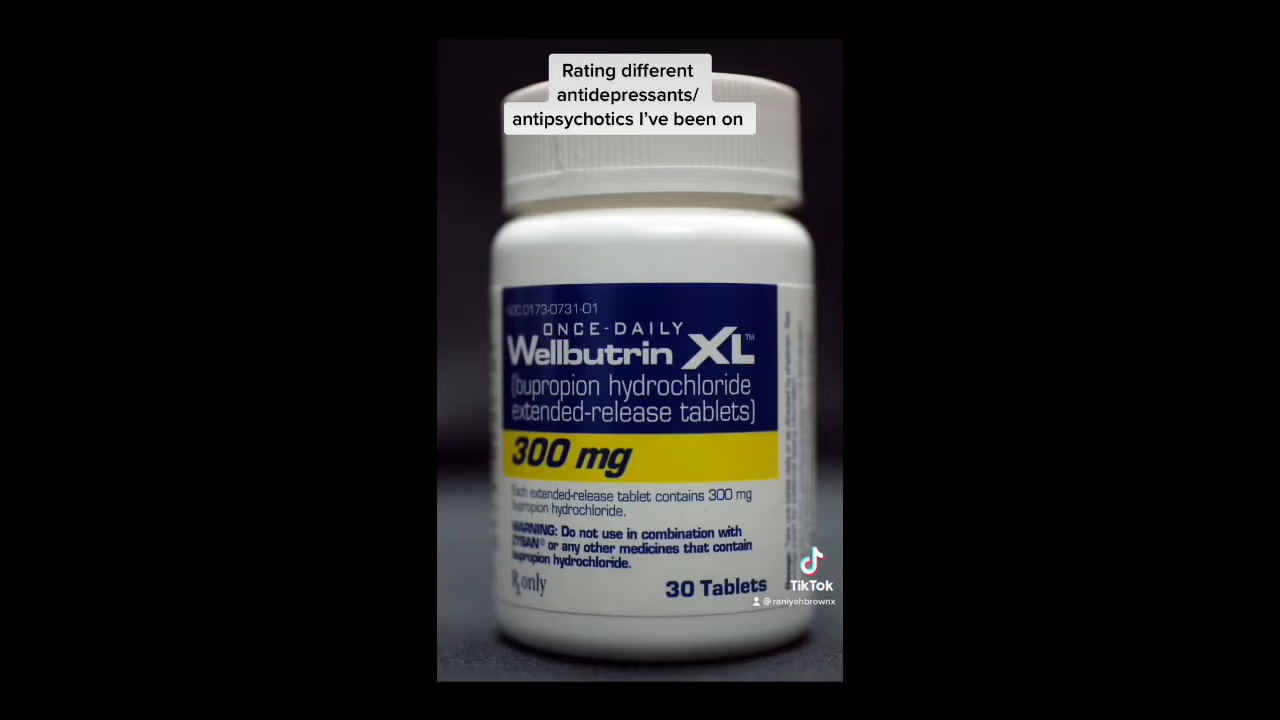 Rating different
antidepressants/
antipsychotics I've been on
NDC 0173-0731-01
ONCE-DAILY
Wellbutrin XL™
(bupropion hydrochloride
extended-release tablets)
300 mg
Each extended-release tablet contains 300 mg
bupropion hydrochloride.
WARNING: Do not use in combination with
ZYBAN® or any other medicines that contain
bupropion hydrochloride.
Rx only
30 Tablets
TikTok
@raniyahbrownx